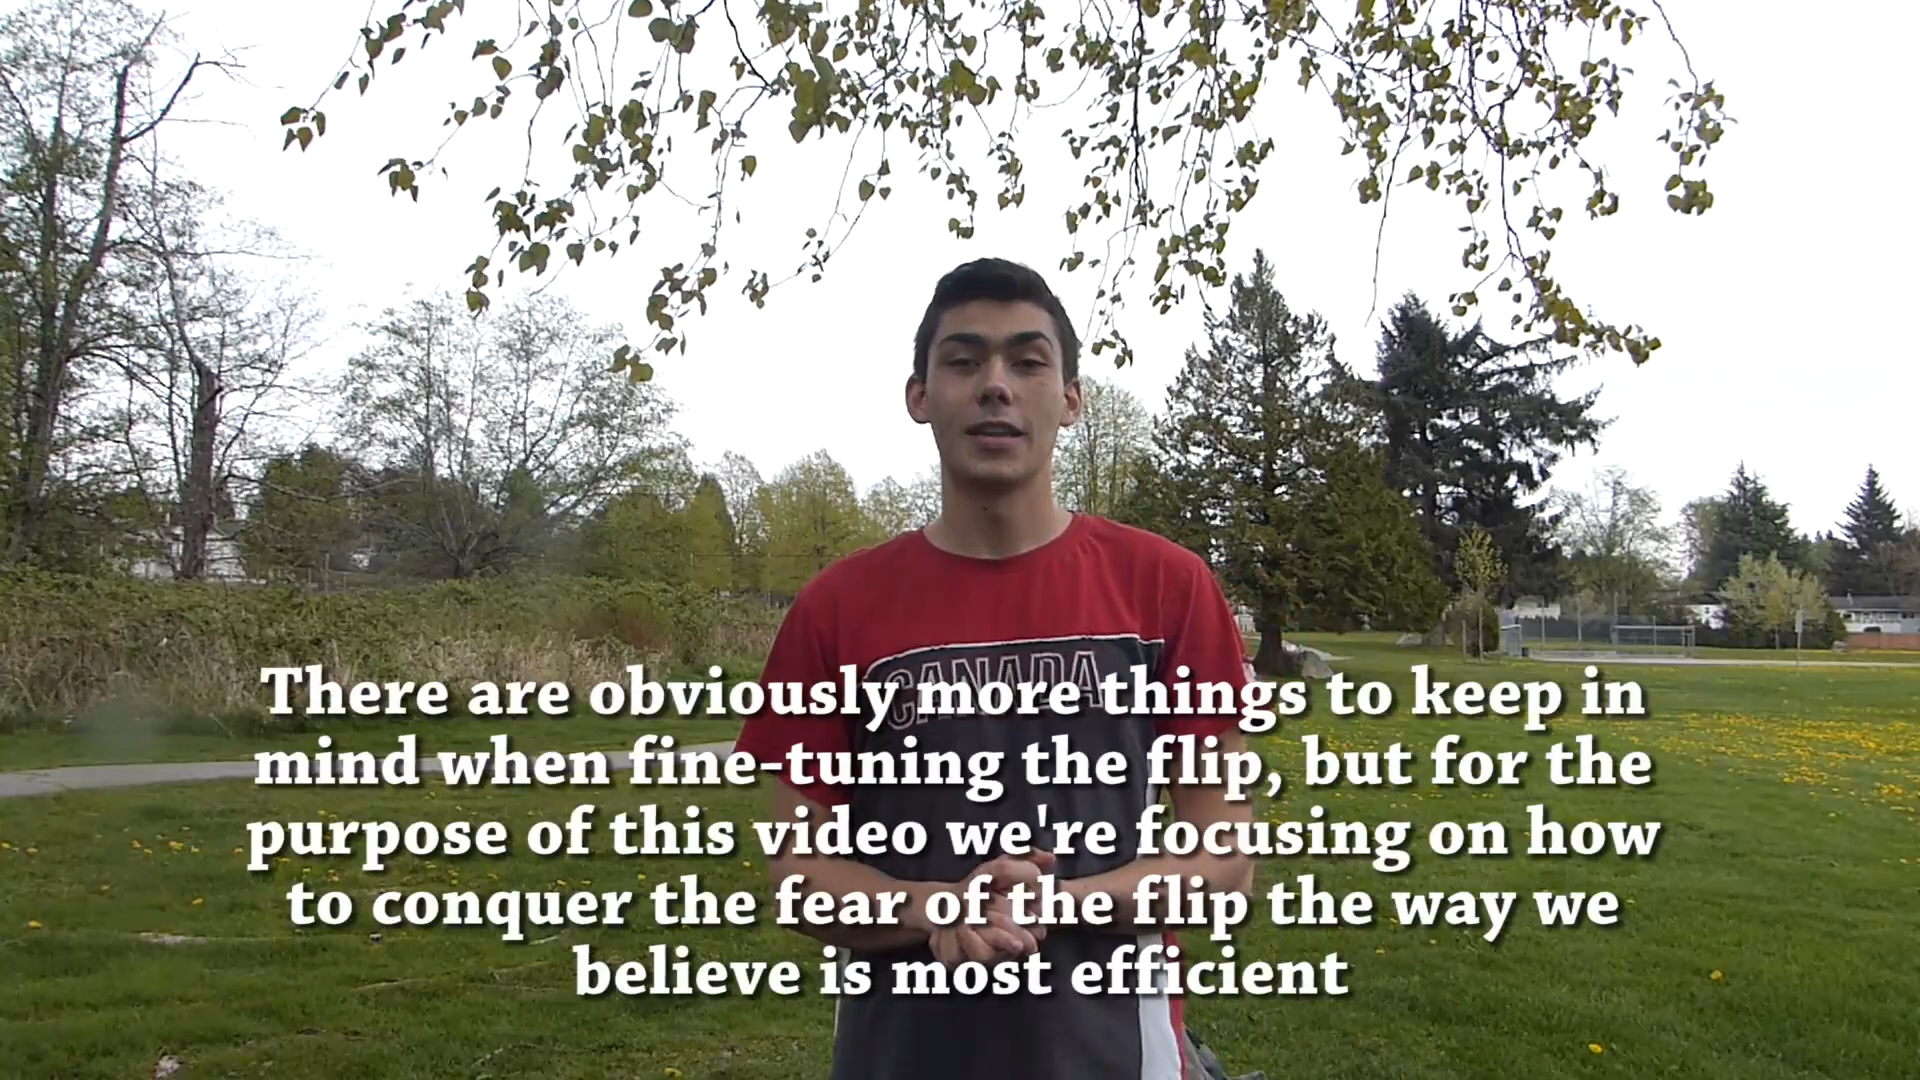 CANADA
There are obviously more things to keep in
mind when fine-tuning the flip, but for the
purpose of this video we're focusing on how
to conquer the fear of the flip the way we
believe is most efficient